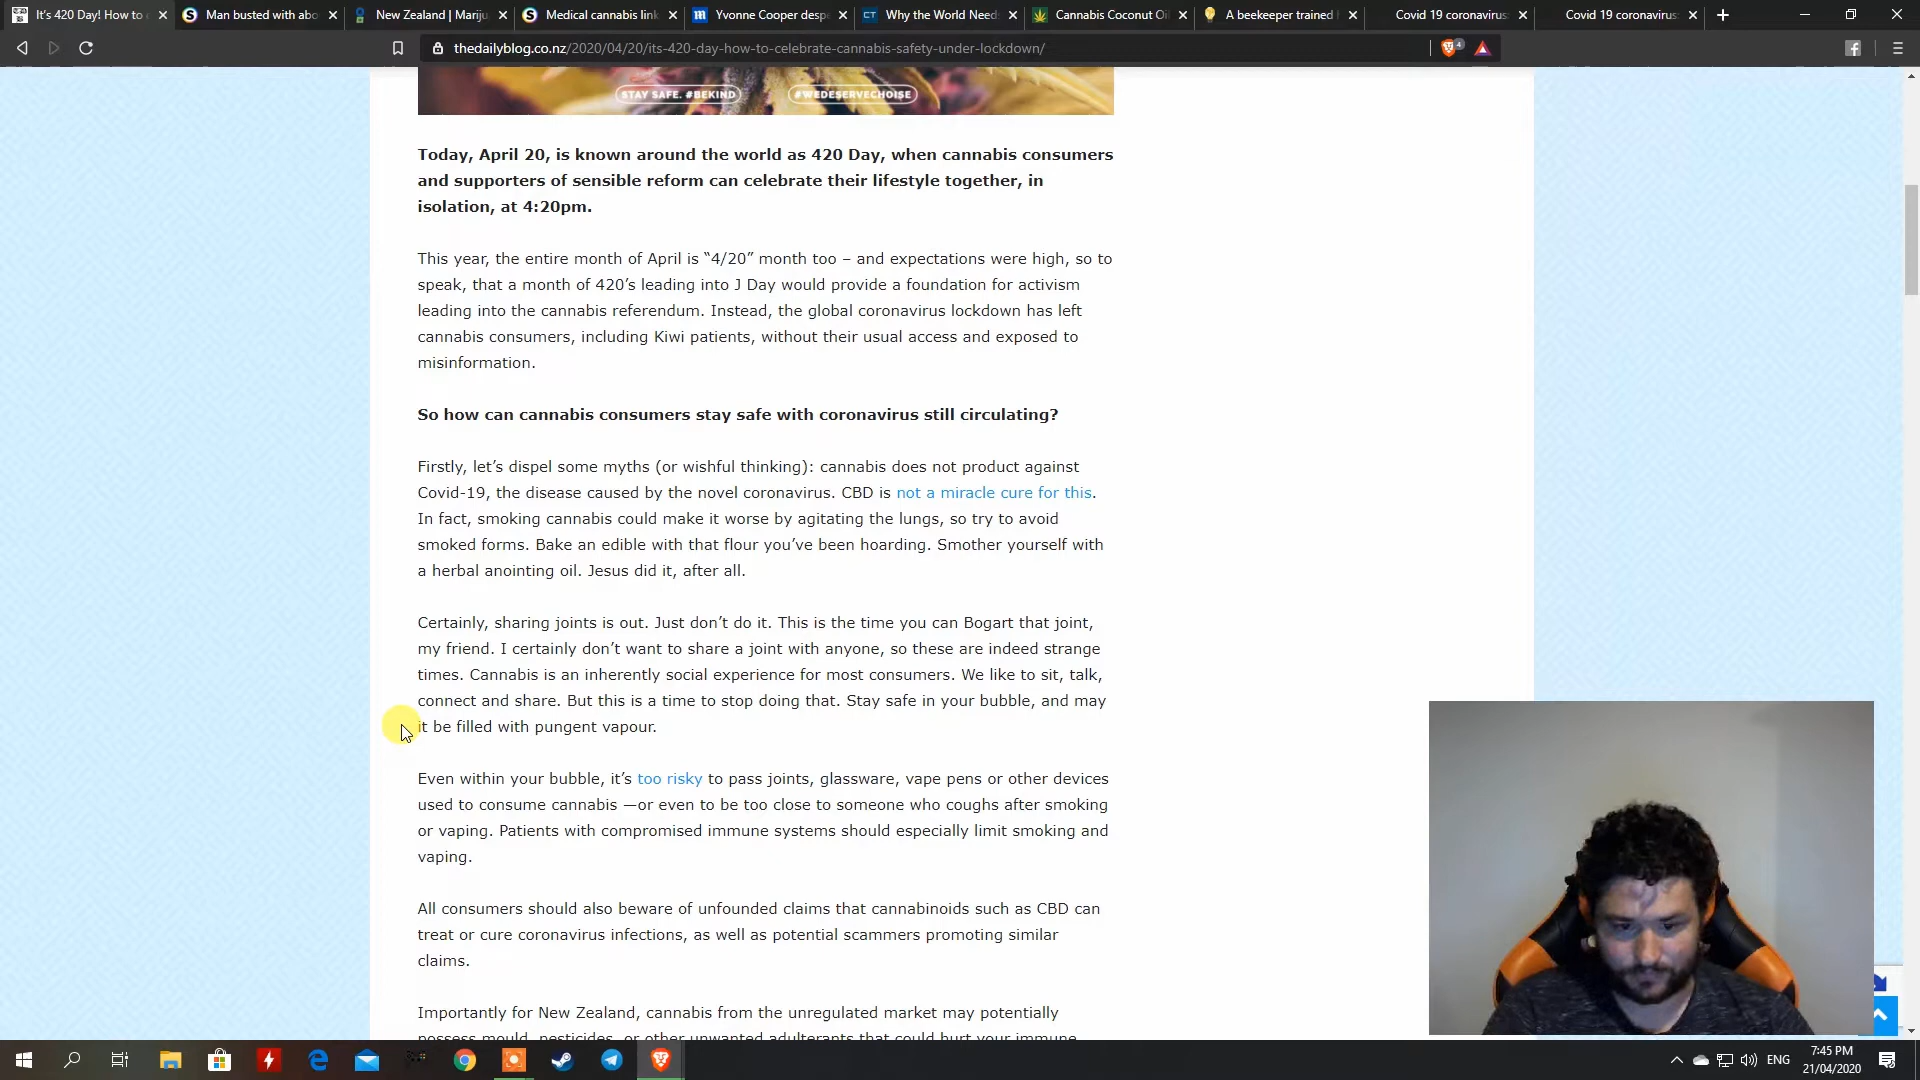 It's 420 Day! How to
Man busted with abo
New Zealand | Mariju
Medical cannabis link
Yvonne Cooper desp
Why the World Need
Cannabis Coconut Oi
A beekeeper trained
Covid 19 coronavirus
Covid 19 coronavirus
thedailyblog.co.nz/2020/04/20/its-420-day-how-to-celebrate-cannabis-safety-under-lockdown/
4
STAY SAFE. #BEKIND
#WEDESERVECHOISE
Today, April 20, is known around the world as 420 Day, when cannabis consumers
and supporters of sensible reform can celebrate their lifestyle together, in
isolation, at 4:20pm.
This year, the entire month of April is “4/20” month too – and expectations were high, so to
speak, that a month of 420’s leading into J Day would provide a foundation for activism
leading into the cannabis referendum. Instead, the global coronavirus lockdown has left
cannabis consumers, including Kiwi patients, without their usual access and exposed to
misinformation.
So how can cannabis consumers stay safe with coronavirus still circulating?
Firstly, let’s dispel some myths (or wishful thinking): cannabis does not product against
Covid-19, the disease caused by the novel coronavirus. CBD is not a miracle cure for this.
In fact, smoking cannabis could make it worse by agitating the lungs, so try to avoid
smoked forms. Bake an edible with that flour you’ve been hoarding. Smother yourself with
a herbal anointing oil. Jesus did it, after all.
Certainly, sharing joints is out. Just don’t do it. This is the time you can Bogart that joint,
my friend. I certainly don’t want to share a joint with anyone, so these are indeed strange
times. Cannabis is an inherently social experience for most consumers. We like to sit, talk,
connect and share. But this is a time to stop doing that. Stay safe in your bubble, and may
it be filled with pungent vapour.
Even within your bubble, it’s too risky to pass joints, glassware, vape pens or other devices
used to consume cannabis —or even to be too close to someone who coughs after smoking
or vaping. Patients with compromised immune systems should especially limit smoking and
vaping.
All consumers should also beware of unfounded claims that cannabinoids such as CBD can
treat or cure coronavirus infections, as well as potential scammers promoting similar
claims.
Importantly for New Zealand, cannabis from the unregulated market may potentially
possess mould, pesticides, or other unwanted adulterants that could hurt your immune
ENG
7:45 PM
21/04/2020